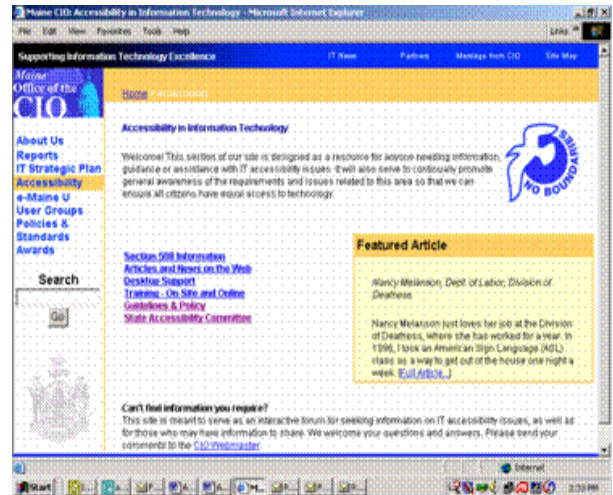 Maine CIO: Accessibility in Information Technology - Microsoft Internet Explorer
File Edit View Favorites Tools Help
Links
Supporting Information Technology Excellence
IT News Partners Message from CIO Site Map
Maine
Office of the
CIO
Home
About Us
Reports
IT Strategic Plan
Accessibility
e-Maine U
User Groups
Policies &
Standards
Awards
Search
Go
Accessibility in Information Technology
Welcome! This section of our site is designed as a resource for anyone needing information,
guidance or assistance with IT accessibility issues. It will also serve to continually promote
general awareness of the requirements and issues related to this area so that we can
ensure all citizens have equal access to technology.
NO BOUNDARIES
Section 508 Information
Articles and News on the Web
Desktop Support
Training - On Site and Online
Guidelines & Policy
State Accessibility Committee
Featured Article
Nancy Melanson, Dept. of Labor, Division of
Deafness
Nancy Melanson just loves her job at the Division
of Deafness, where she has worked for a year. In
1996, I took an American Sign Language (ASL)
class as a way to get out of the house one night a
week. [Full Article...]
Can't find information you require?
This site is meant to serve as an interactive forum for seeking information on IT accessibility issues, as well as
for those who may have information to share. We welcome your questions and answers. Please send your
comments to the CIO Webmaster.
Internet
Start
2:33 PM